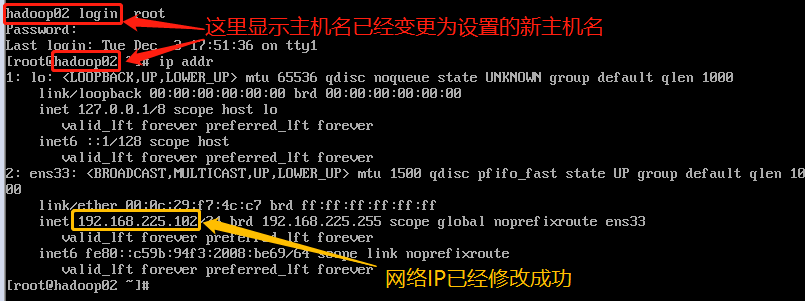 hadoop02 login: root
这里显示主机名已经变更为设置的新主机名
Password:
Last login: Tue Dec  3 17:51:36 on tty1
[root@hadoop02 ~]# ip addr
1: lo: <LOOPBACK,UP,LOWER_UP> mtu 65536 qdisc noqueue state UNKNOWN group default qlen 1000
    link/loopback 00:00:00:00:00:00 brd 00:00:00:00:00:00
    inet 127.0.0.1/8 scope host lo
       valid_lft forever preferred_lft forever
    inet6 ::1/128 scope host
       valid_lft forever preferred_lft forever
2: ens33: <BROADCAST,MULTICAST,UP,LOWER_UP> mtu 1500 qdisc pfifo_fast state UP group default qlen 10
00
    link/ether 00:0c:29:f7:4c:c7 brd ff:ff:ff:ff:ff:ff
    inet 192.168.225.102/24 brd 192.168.225.255 scope global noprefixroute ens33
       valid_lft forever preferred_lft forever
    inet6 fe80::c59b:94f3:2008:be69/64 scope link noprefixroute
       valid_lft forever preferred_lft forever
网络IP已经修改成功
[root@hadoop02 ~]#